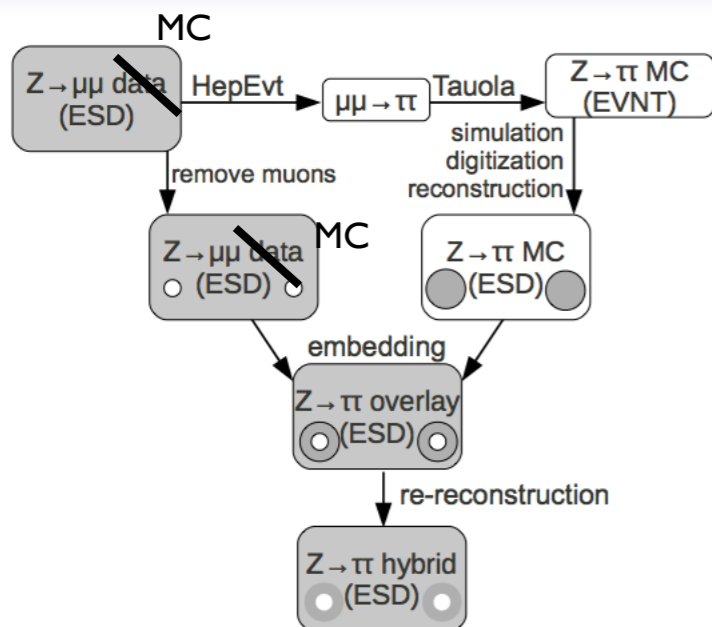 MC
Z→μμ data
(ESD)
HepEvt
μμ→ττ
Tauola
Z→ττ MC
(EVNT)
simulation
digitization
reconstruction
remove muons
Z→μμ data
(ESD)
MC
Z→ττ MC
(ESD)
embedding
Z→ττ overlay
(ESD)
re-reconstruction
Z→ττ hybrid
(ESD)